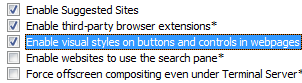 Enable Suggested Sites
Enable third-party browser extensions*
Enable visual styles on buttons and controls in webpages
Enable websites to use the search pane*
Force offscreen compositing even under Terminal Server